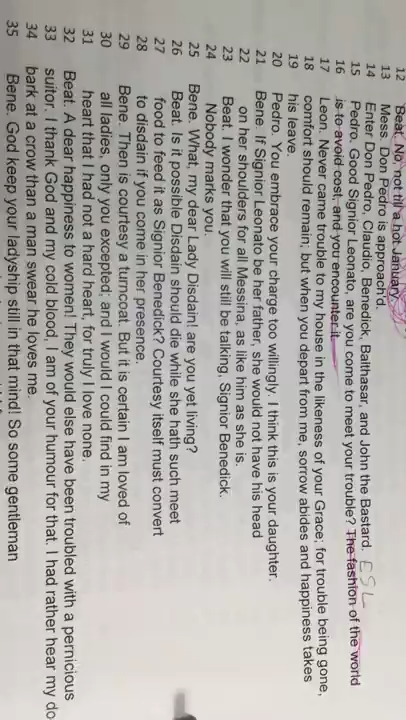 12 Beat. No, not till a hot January.
13 Mess. Don Pedro is approach'd.
14 Enter Don Pedro, Claudio, Benedick, Balthasar, and John the Bastard. ESL
15 Pedro. Good Signior Leonato, are you come to meet your trouble? The fashion of the world
16 is to avoid cost, and you encounter it.
17 Leon. Never came trouble to my house in the likeness of your Grace; for trouble being gone,
18 comfort should remain; but when you depart from me, sorrow abides and happiness takes
19 his leave.
20 Pedro. You embrace your charge too willingly. I think this is your daughter.
21 Bene. If Signior Leonato be her father, she would not have his head
22 on her shoulders for all Messina, as like him as she is.
23 Beat. I wonder that you will still be talking, Signior Benedick.
24 Nobody marks you.
25 Bene. What, my dear Lady Disdain! are you yet living?
26 Beat. Is it possible Disdain should die while she hath such meet
27 food to feed it as Signior Benedick? Courtesy itself must convert
28 to disdain if you come in her presence.
29 Bene. Then is courtesy a turncoat. But it is certain I am loved of
30 all ladies, only you excepted; and I would I could find in my
31 heart that I had not a hard heart, for truly I love none.
32 Beat. A dear happiness to women! They would else have been troubled with a pernicious
33 suitor. I thank God and my cold blood, I am of your humour for that. I had rather hear my do
34 bark at a crow than a man swear he loves me.
35 Bene. God keep your ladyship still in that mind! So some gentleman